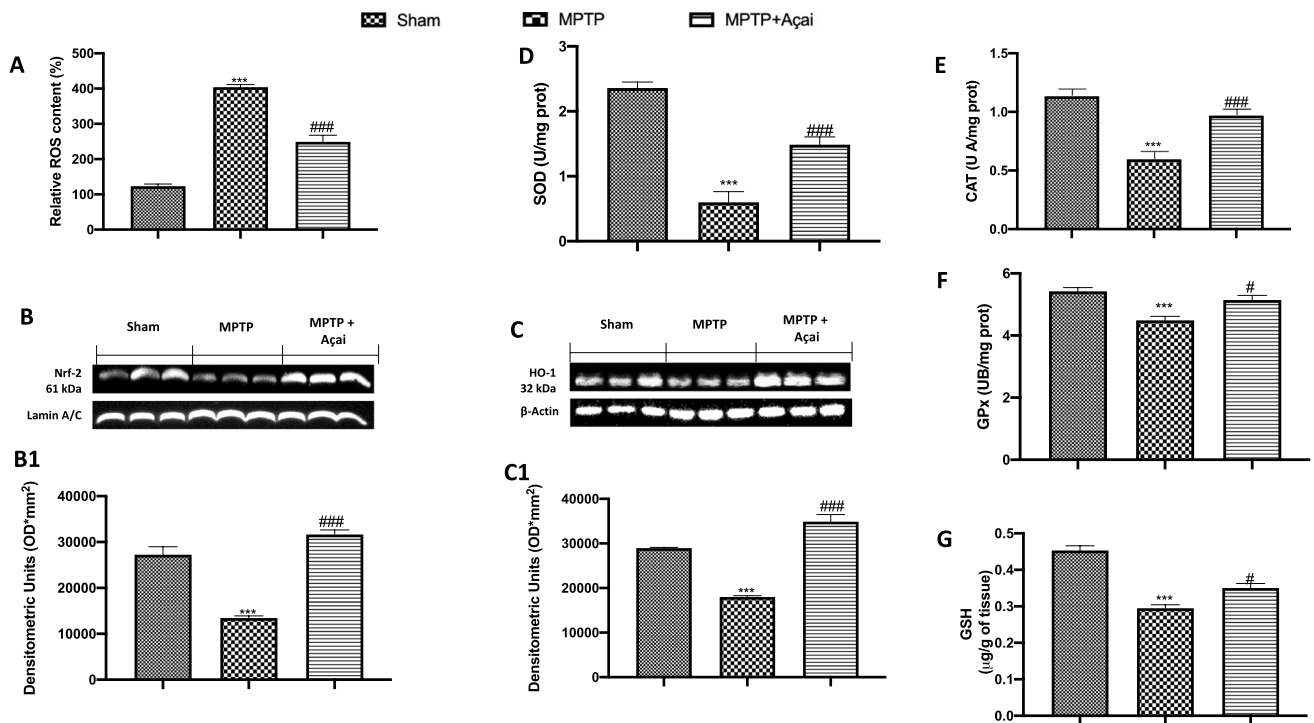 Sham MPTP MPTP+Açai
A
Relative ROS content (%)
500
400
300
200
100
0
***
###
D
SOD (U/mg prot)
3
2
1
0
***
###
E
CAT (U A/mg prot)
1.5
1.0
0.5
0.0
***
###
B
Sham MPTP MPTP +
Açai
Nrf-2
61 kDa
Lamin A/C
C
Sham MPTP MPTP +
Açai
HO-1
32 kDa
β-Actin
F
GPx (UB/mg prot)
6
4
2
0
***
#
B1
Densitometric Units (OD*mm²)
40000
30000
20000
10000
0
***
###
C1
Densitometric Units (OD*mm²)
40000
30000
20000
10000
0
***
###
G
GSH
(μg/g of tissue)
0.5
0.4
0.3
0.2
0.1
0.0
***
#